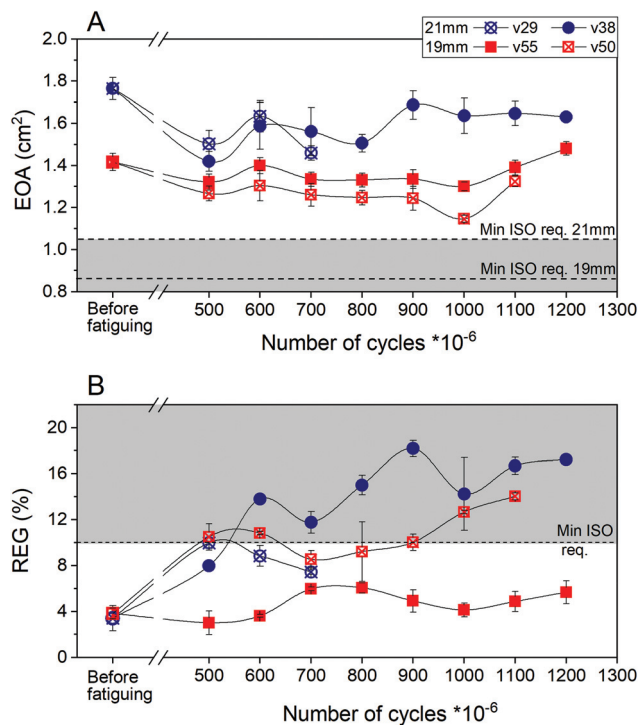 A
21mm v29 v38
19mm v55 v50
2.0
1.8
1.6
1.4
1.2
1.0
0.8
EOA (cm²)
Min ISO req. 21mm
Min ISO req. 19mm
Before
fatiguing
500 600 700 800 900 1000 1100 1200 1300
Number of cycles *10⁻⁶
B
20
16
12
8
4
0
REG (%)
Min ISO
req.
Before
fatiguing
500 600 700 800 900 1000 1100 1200 1300
Number of cycles *10⁻⁶